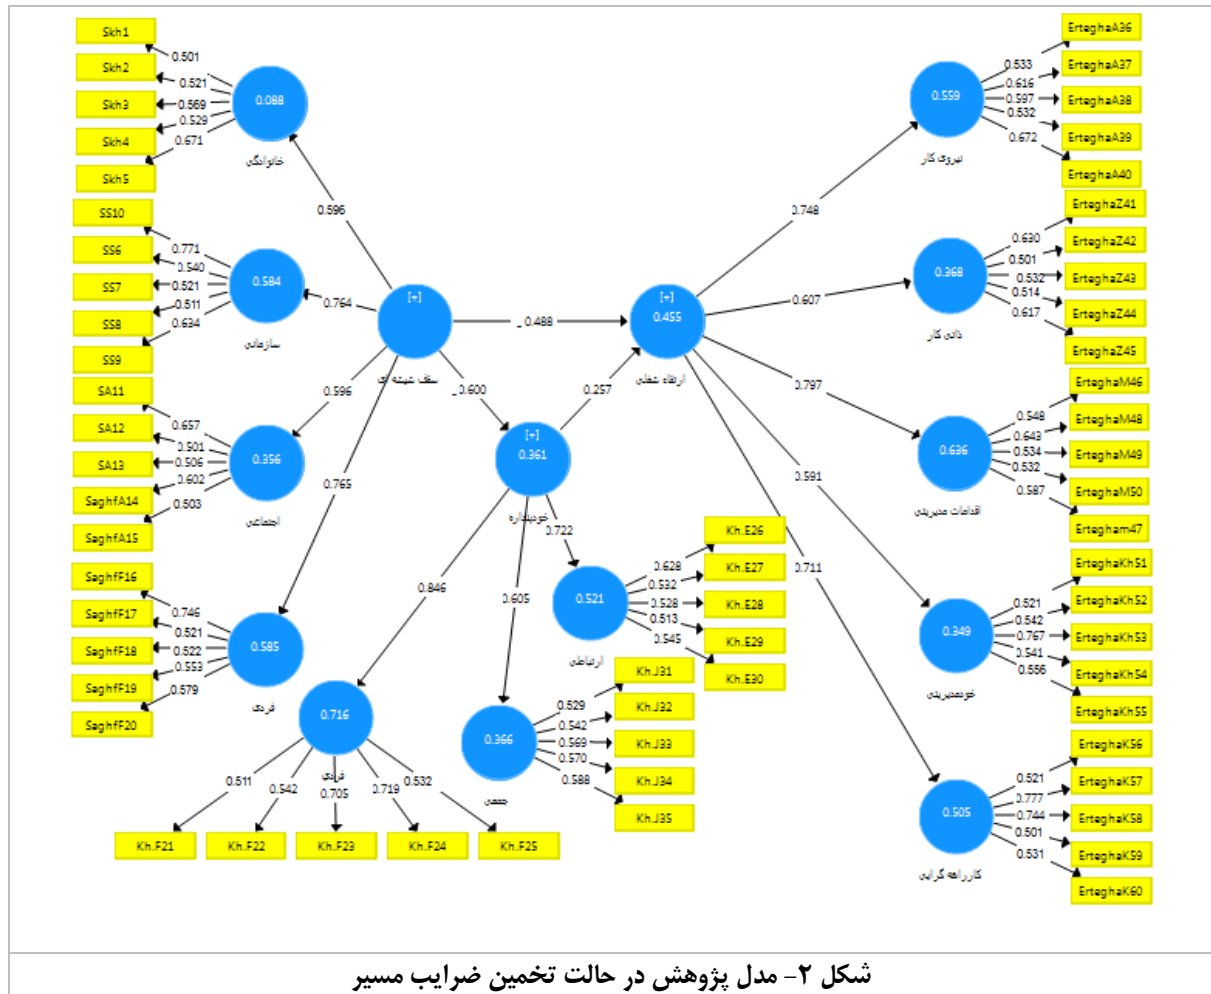 Skh1
Skh2
Skh3
Skh4
Skh5
0.501
0.521
0.569
0.529
0.671
0.088
خانوادگی
0.596
SS10
SS6
SS7
SS8
SS9
0.771
0.540
0.521
0.511
0.634
0.584
سازمانی
0.764
SA11
SA12
SA13
SaghfA14
SaghfA15
0.657
0.501
0.506
0.602
0.503
0.356
اجتماعی
0.596
SaghfF16
SaghfF17
SaghfF18
SaghfF19
SaghfF20
0.746
0.521
0.522
0.553
0.579
0.585
فردی
0.765
[+]
سقف شیشه ای
- 0.488
- 0.600
[+]
0.361
خودپنداره
0.257
0.846
0.605
0.722
0.716
فردی
0.511
0.542
0.705
0.719
0.532
Kh.F21
Kh.F22
Kh.F23
Kh.F24
Kh.F25
0.366
جمعی
0.529
0.542
0.569
0.570
0.588
Kh.J31
Kh.J32
Kh.J33
Kh.J34
Kh.J35
0.521
ارتباطی
0.628
0.532
0.528
0.513
0.545
Kh.E26
Kh.E27
Kh.E28
Kh.E29
Kh.E30
[+]
0.455
ارتقاء شغلی
0.748
0.607
0.797
0.591
0.711
0.559
نیروی کار
0.533
0.616
0.597
0.532
0.672
ErteghaA36
ErteghaA37
ErteghaA38
ErteghaA39
ErteghaA40
0.368
ذاتی کار
0.630
0.501
0.532
0.514
0.617
ErteghaZ41
ErteghaZ42
ErteghaZ43
ErteghaZ44
ErteghaZ45
0.636
اقدامات مدیریتی
0.548
0.643
0.534
0.532
0.587
ErteghaM46
ErteghaM48
ErteghaM49
ErteghaM50
Ertegham47
0.349
خودمدیریتی
0.521
0.542
0.767
0.541
0.556
ErteghaKh51
ErteghaKh52
ErteghaKh53
ErteghaKh54
ErteghaKh55
0.505
کارراهه گرایی
0.521
0.777
0.744
0.501
0.531
ErteghaK56
ErteghaK57
ErteghaK58
ErteghaK59
ErteghaK60
شکل ۲- مدل پژوهش در حالت تخمین ضرایب مسیر